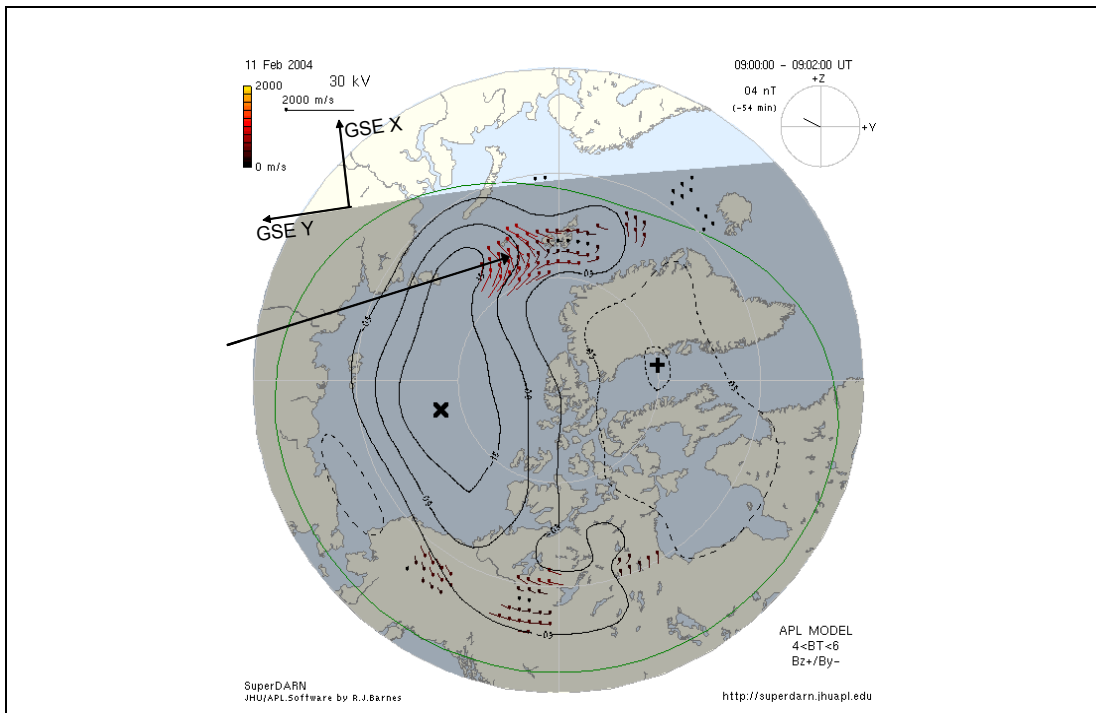 11 Feb 2004
09:00:00 - 09:02:00 UT
30 kV
+Z
2000
2000 m/s
04 nT
(-54 min)
GSE X
+Y
0 m/s
GSE Y
APL MODEL
4<BT<6
Bz+/By-
SuperDARN
JHU/APL Software by R.J.Barnes
http://superdarn.jhuapl.edu